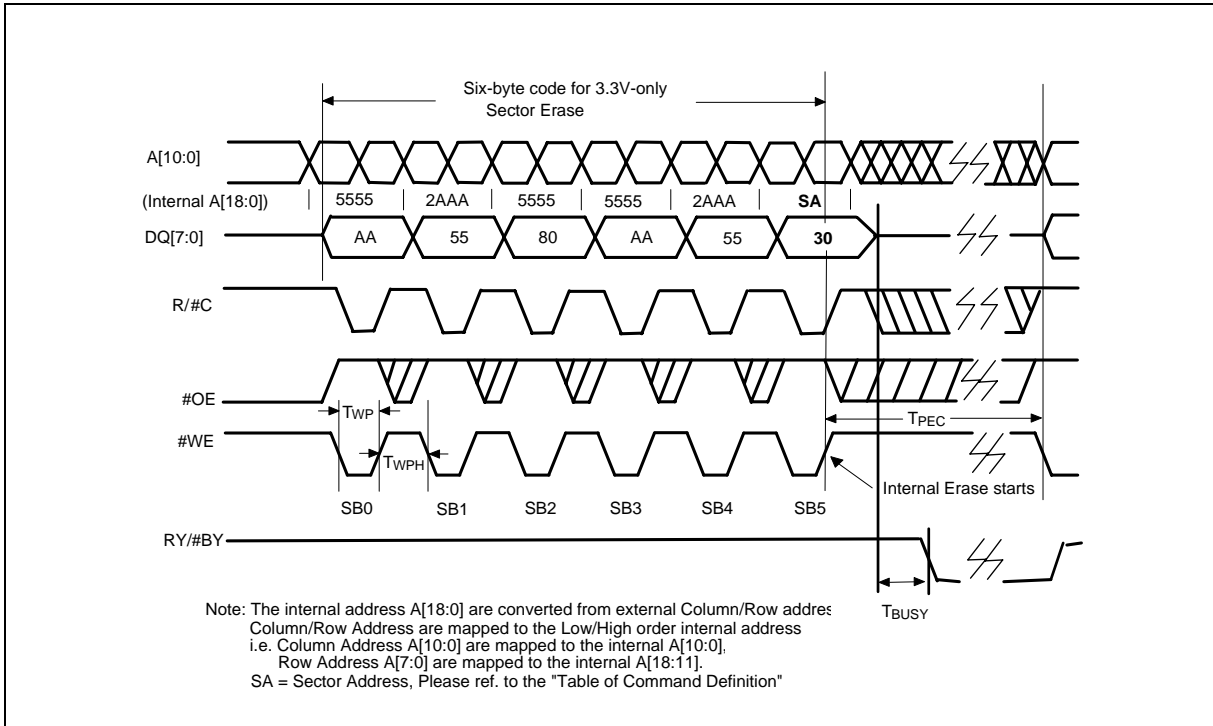 Six-byte code for 3.3V-only
Sector Erase
A[10:0]
(Internal A[18:0])
5555 2AAA 5555 5555 2AAA SA
DQ[7:0]
AA 55 80 AA 55 30
R/#C
#OE
TWP
TPEC
#WE
TWPH
Internal Erase starts
SB0 SB1 SB2 SB3 SB4 SB5
RY/#BY
TBUSY
Note: The internal address A[18:0] are converted from external Column/Row addres
Column/Row Address are mapped to the Low/High order internal address
i.e. Column Address A[10:0] are mapped to the internal A[10:0],
Row Address A[7:0] are mapped to the internal A[18:11].
SA = Sector Address, Please ref. to the "Table of Command Definition"